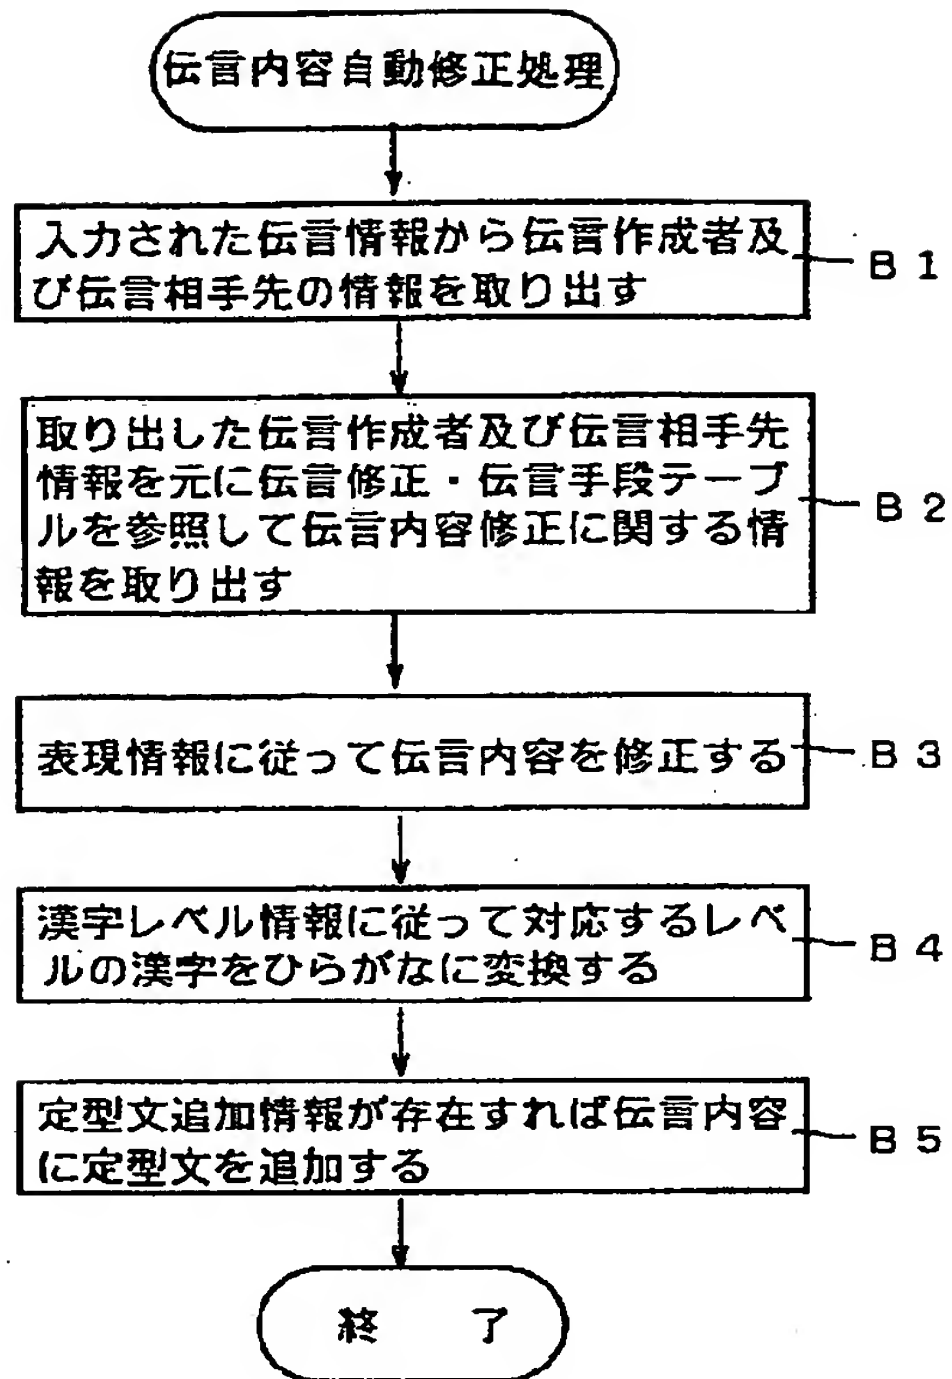 伝言内容自動修正処理
入力された伝言情報から伝言作成者及
び伝言相手先の情報を取り出す
B1
取り出した伝言作成者及び伝言相手先
情報を元に伝言修正・伝言手段テーブ
ルを参照して伝言内容修正に関する情
報を取り出す
B2
表現情報に従って伝言内容を修正する
B3
漢字レベル情報に従って対応するレベ
ルの漢字をひらがなに変換する
B4
定型文追加情報が存在すれば伝言内容
に定型文を追加する
B5
終 了